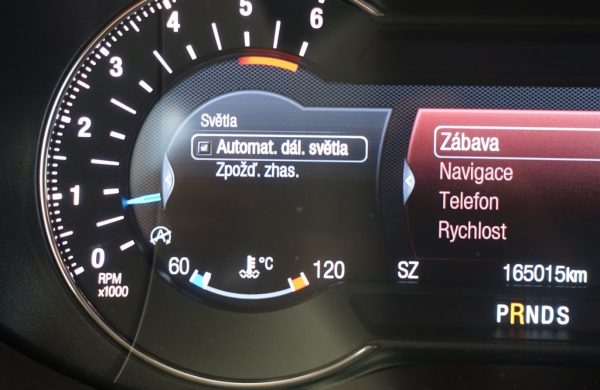 6
5
4
3
2
1
0
RPM
x1000
Světla
Automat. dál. světla
Zpožď. zhas.
A
60
°C
120
Zábava
Navigace
Telefon
Rychlost
SZ
165015km
PRNDS